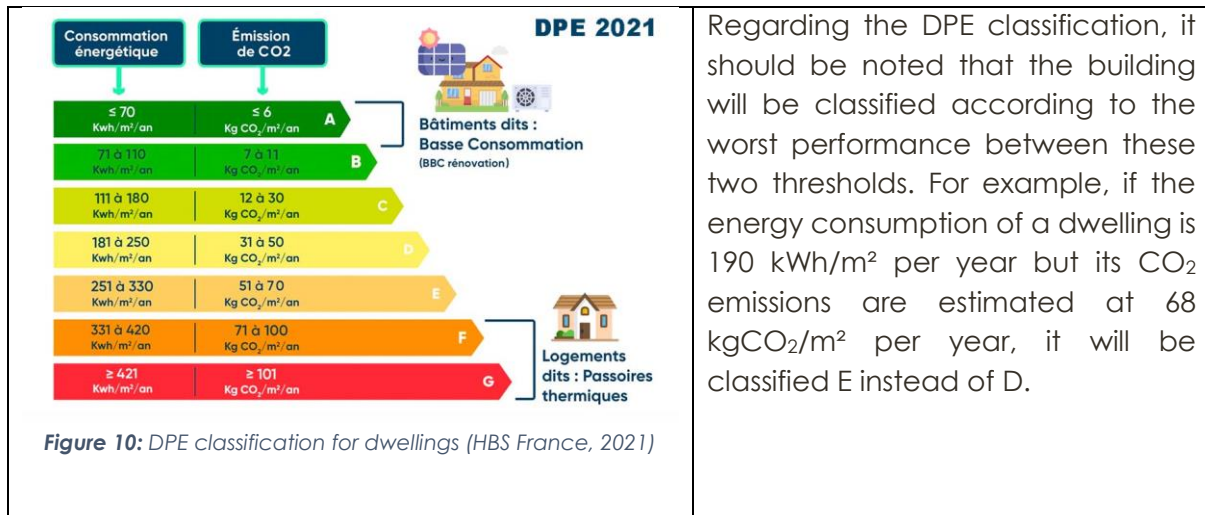 DPE 2021
Consommation
énergétique
Émission
de CO2
≤ 70
Kwh/m²/an
≤ 6
Kg CO₂/m²/an
A
71 à 110
Kwh/m²/an
7 à 11
Kg CO₂/m²/an
B
Bâtiments dits :
Basse Consommation
(BBC rénovation)
111 à 180
Kwh/m²/an
12 à 30
Kg CO₂/m²/an
C
181 à 250
Kwh/m²/an
31 à 50
Kg CO₂/m²/an
D
251 à 330
Kwh/m²/an
51 à 70
Kg CO₂/m²/an
E
331 à 420
Kwh/m²/an
71 à 100
Kg CO₂/m²/an
F
≥ 421
Kwh/m²/an
≥ 101
Kg CO₂/m²/an
G
Logements
dits : Passoires
thermiques
Figure 10: DPE classification for dwellings (HBS France, 2021)
Regarding the DPE classification, it
should be noted that the building
will be classified according to the
worst performance between these
two thresholds. For example, if the
energy consumption of a dwelling is
190 kWh/m² per year but its CO₂
emissions are estimated at 68
kgCO₂/m² per year, it will be
classified E instead of D.